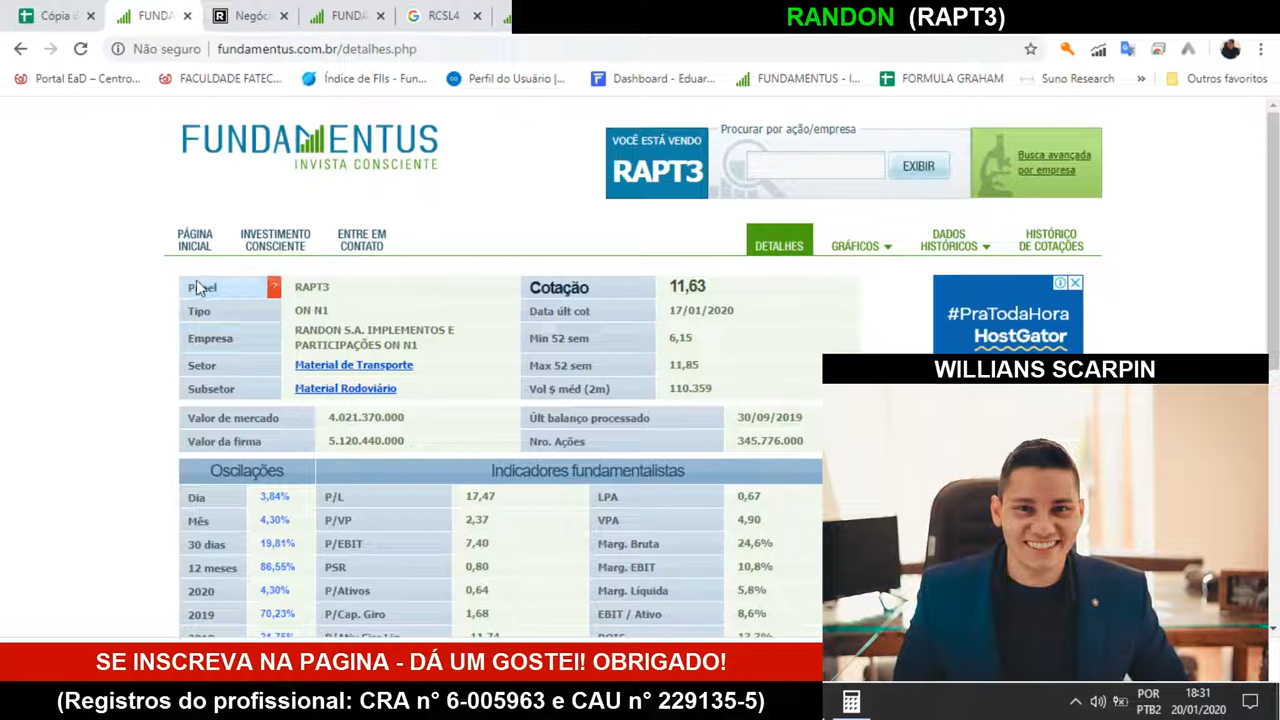 RANDON (RAPT3)
Cópia d
FUNDA
Negóci
FUNDA
RCSL4
Não seguro
fundamentus.com.br/detalhes.php
Portal EaD – Centro...
FACULDADE FATEC...
Índice de FIIs - Fun...
Perfil do Usuário |...
Dashboard - Eduar...
FUNDAMENTUS - I...
FORMULA GRAHAM
Suno Research
»
Outros favoritos
FUNDAMENTUS
INVISTA CONSCIENTE
VOCÊ ESTÁ VENDO
RAPT3
Procurar por ação/empresa
EXIBIR
Busca avançada
por empresa
PÁGINA
INICIAL
INVESTIMENTO
CONSCIENTE
ENTRE EM
CONTATO
DETALHES
GRÁFICOS
DADOS
HISTÓRICOS
HISTÓRICO
DE COTAÇÕES
Papel ? RAPT3 Cotação 11,63
Tipo ON N1 Data últ cot 17/01/2020
Empresa RANDON S.A. IMPLEMENTOS E
PARTICIPAÇÕES ON N1 Min 52 sem 6,15
Setor Material de Transporte Max 52 sem 11,85
Subsetor Material Rodoviário Vol $ méd (2m) 110.359
Valor de mercado 4.021.370.000 Últ balanço processado 30/09/2019
Valor da firma 5.120.440.000 Nro. Ações 345.776.000
Oscilações Indicadores fundamentalistas
Dia 3,84% P/L 17,47 LPA 0,67
Mês 4,30% P/VP 2,37 VPA 4,90
30 dias 19,81% P/EBIT 7,40 Marg. Bruta 24,6%
12 meses 86,55% PSR 0,80 Marg. EBIT 10,8%
2020 4,30% P/Ativos 0,64 Marg. Líquida 5,8%
2019 70,23% P/Cap. Giro 1,68 EBIT / Ativo 8,6%
#PraTodaHora
HostGator
WILLIANS SCARPIN
SE INSCREVA NA PAGINA - DÁ UM GOSTEI! OBRIGADO!
(Registros do profissional: CRA n° 6-005963 e CAU n° 229135-5)
POR
PTB2
18:31
20/01/2020